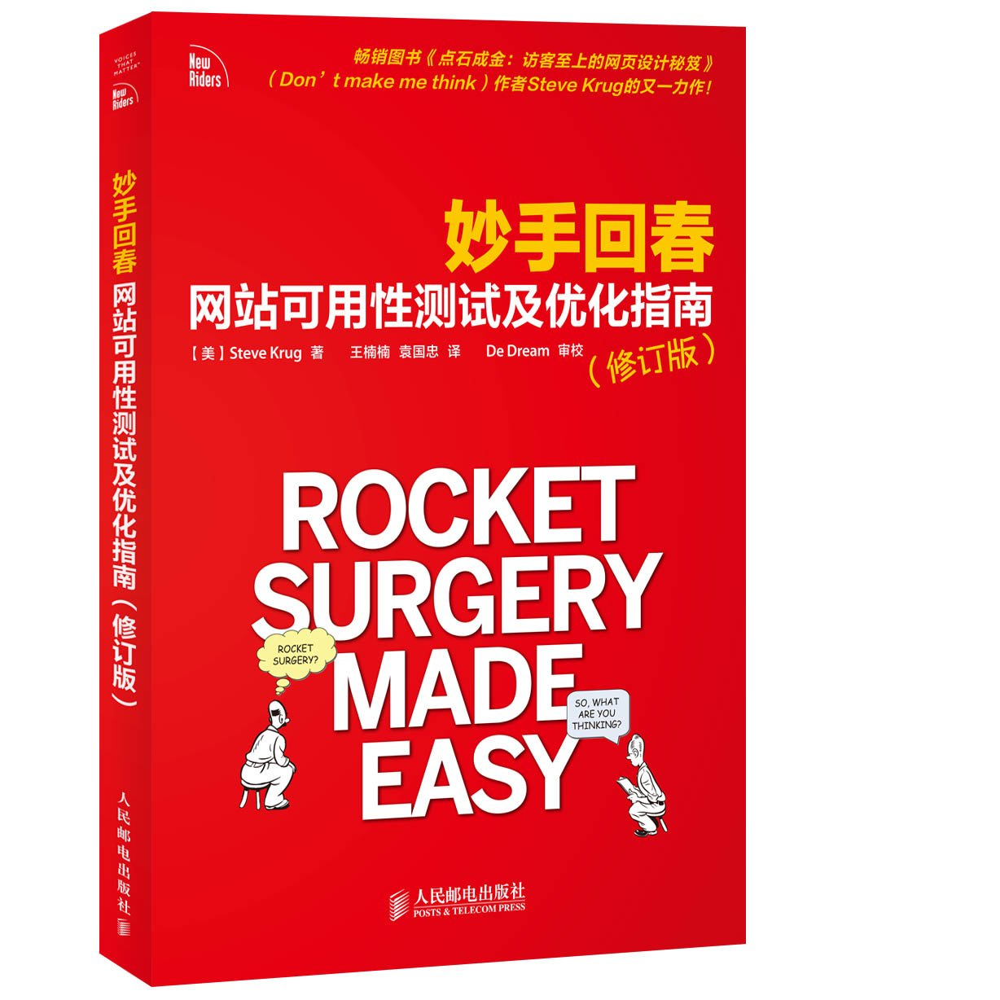 VOICES
THAT
MATTER™
New
Riders
妙手回春 网站可用性测试及优化指南（修订版）
人民邮电出版社
New
Riders
畅销图书《点石成金：访客至上的网页设计秘笈》
（Don't make me think）作者Steve Krug的又一力作！
妙手回春
网站可用性测试及优化指南
【美】Steve Krug 著 王楠楠 袁国忠 译 De Dream 审校
（修订版）
ROCKET
SURGERY
MADE
EASY
ROCKET
SURGERY?
SO, WHAT
ARE YOU
THINKING?
人民邮电出版社
POSTS & TELECOM PRESS